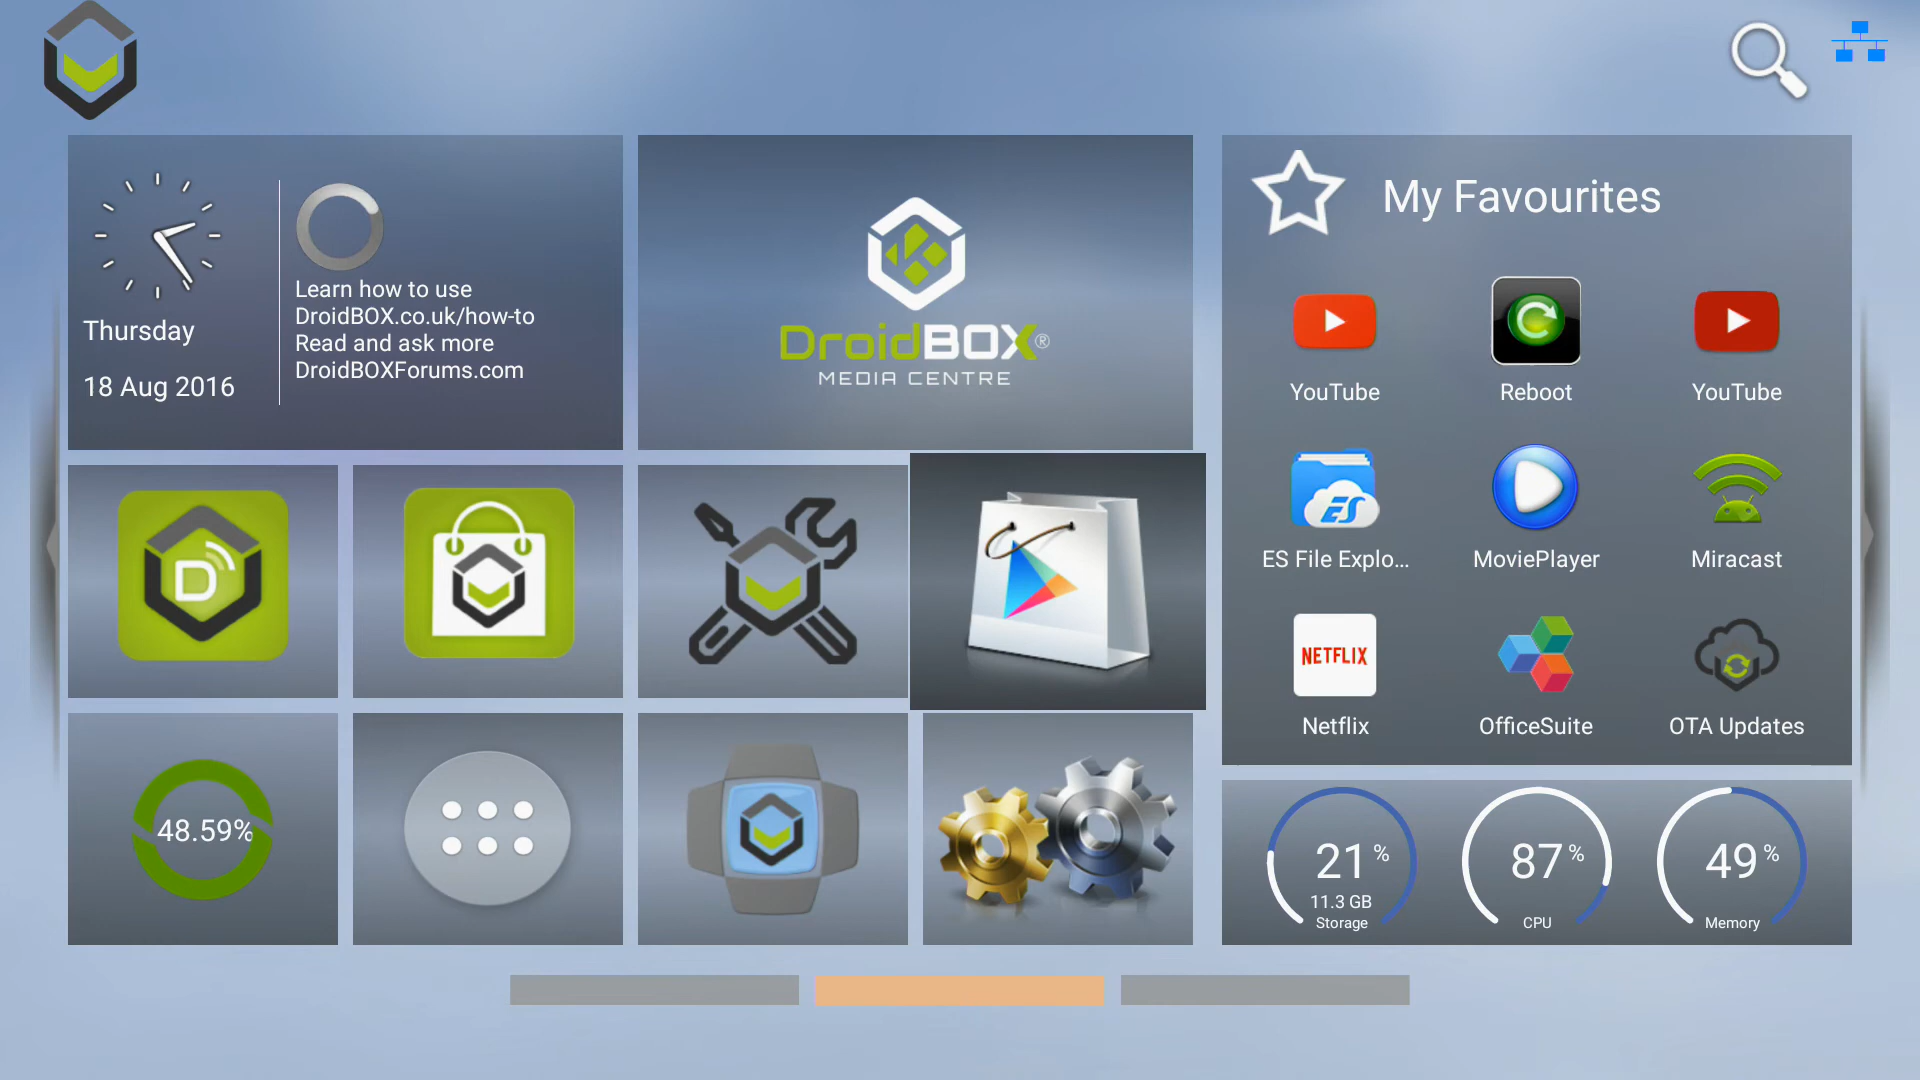 Thursday
18 Aug 2016
Learn how to use
DroidBOX.co.uk/how-to
Read and ask more
DroidBOXForums.com
DroidBOX®
MEDIA CENTRE
My Favourites
YouTube
Reboot
YouTube
ES
ES File Explo...
MoviePlayer
Miracast
NETFLIX
Netflix
OfficeSuite
OTA Updates
D
48.59%
21 %
11.3 GB
Storage
87 %
CPU
49 %
Memory